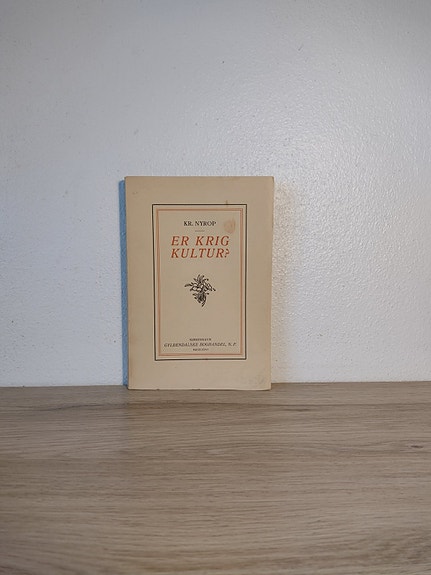 KR. NYROP
ER KRIG
KULTUR?
GYLDENDALSKE BOGHANDEL, N. F.